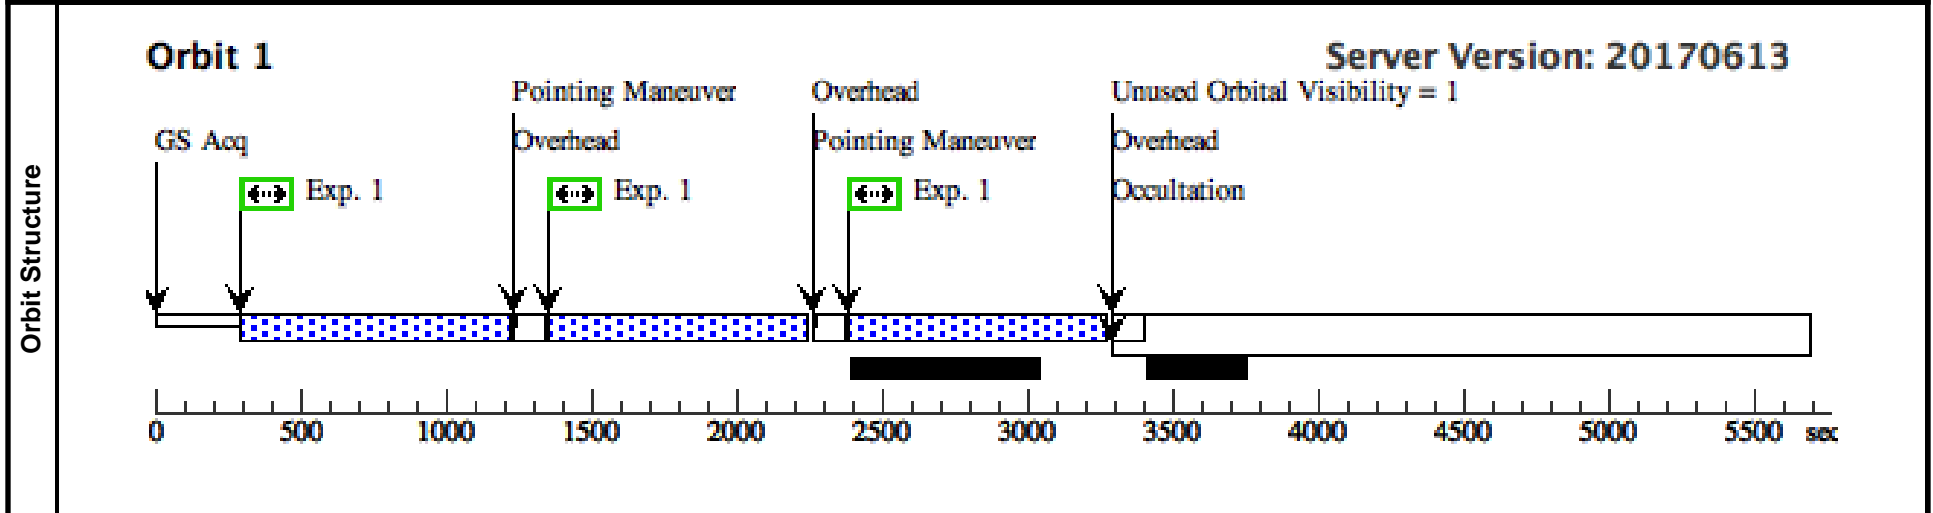 Orbit Structure
Orbit 1 Server Version: 20170613
Pointing Maneuver Overhead Unused Orbital Visibility = 1
GS Acq Overhead Pointing Maneuver Overhead
Exp. 1 Exp. 1 Exp. 1 Occultation
0 500 1000 1500 2000 2500 3000 3500 4000 4500 5000 5500 sec